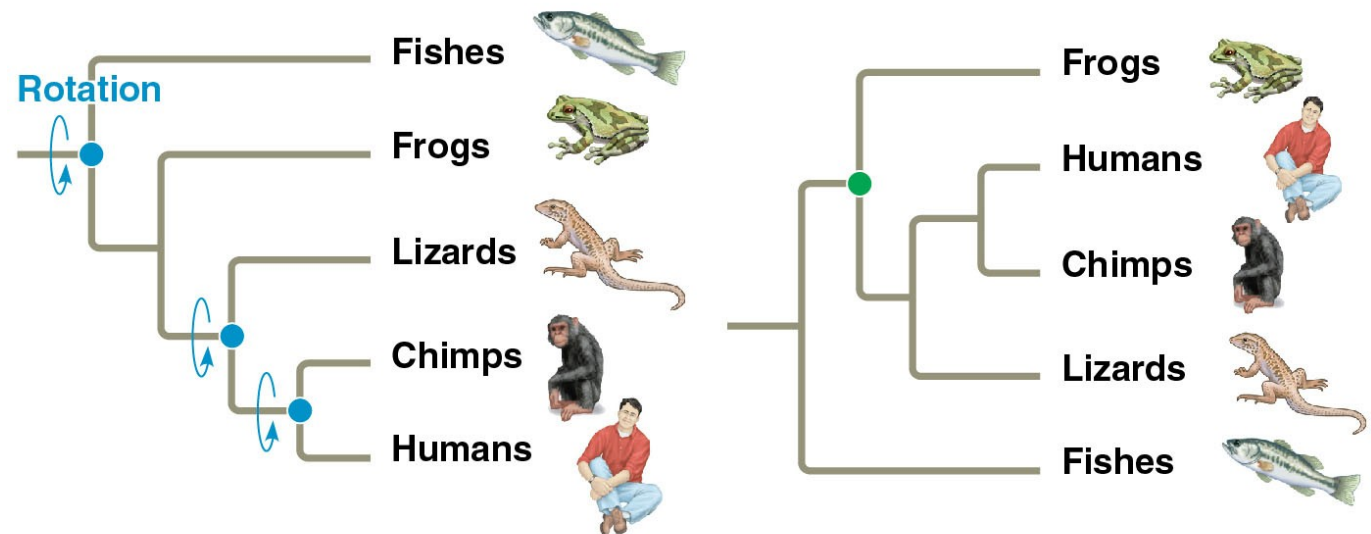 Rotation
Fishes
Frogs
Lizards
Chimps
Humans
Frogs
Humans
Chimps
Lizards
Fishes